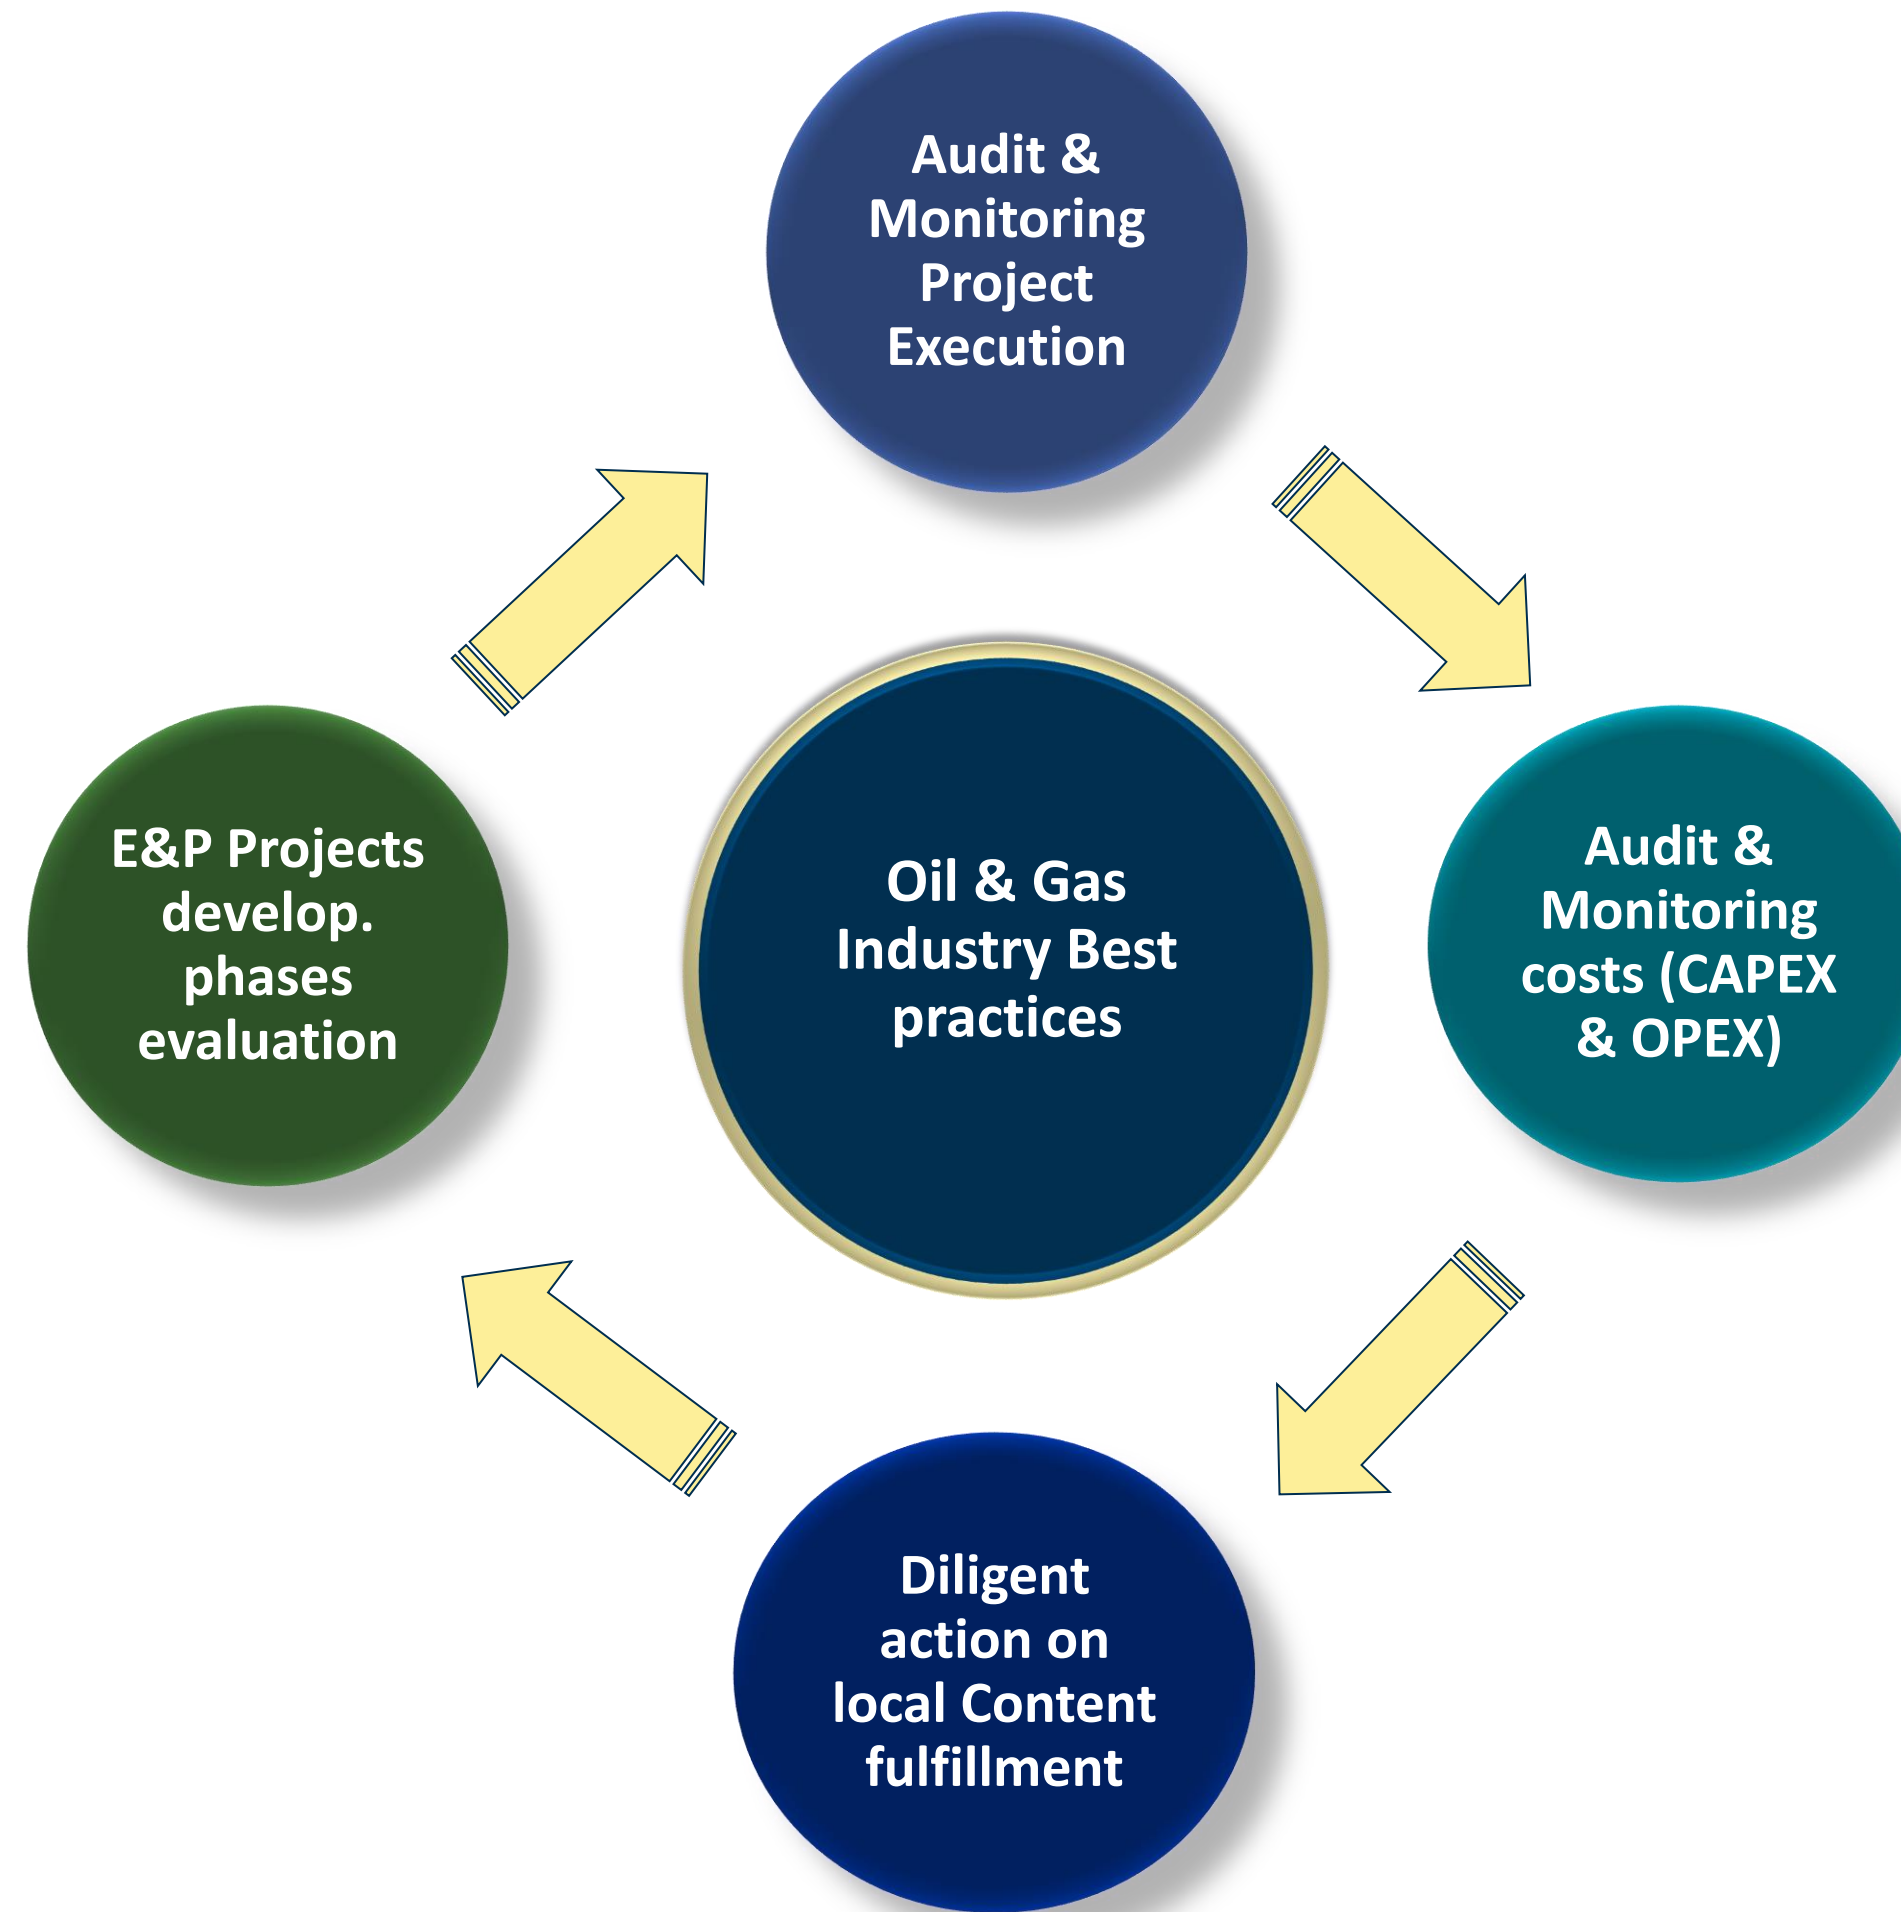 Audit &
Monitoring
Project
Execution
E&P Projects
develop.
phases
evaluation
Oil & Gas
Industry Best
practices
Audit &
Monitoring
costs (CAPEX
& OPEX)
Diligent
action on
local Content
fulfillment